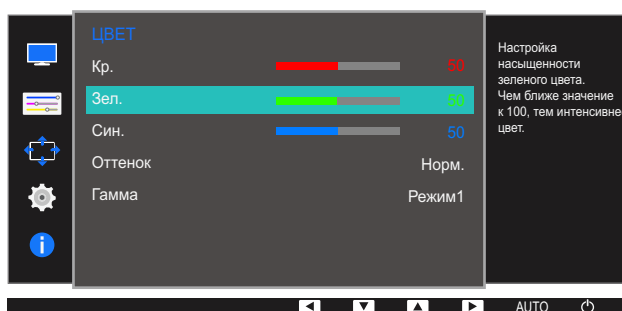 ЦВЕТ
Кр. 50
Зел. 50
Син. 50
Оттенок Норм.
Гамма Режим1
Настройка
насыщенности
зеленого цвета.
Чем ближе значение
к 100, тем интенсивне
цвет.
AUTO